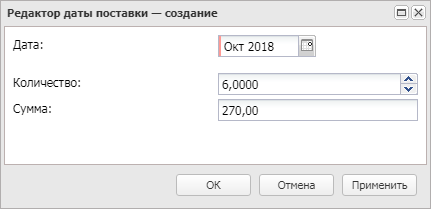 Редактор даты поставки — создание
Дата: Окт 2018
Количество: 6,0000
Сумма: 270,00
ОК Отмена Применить